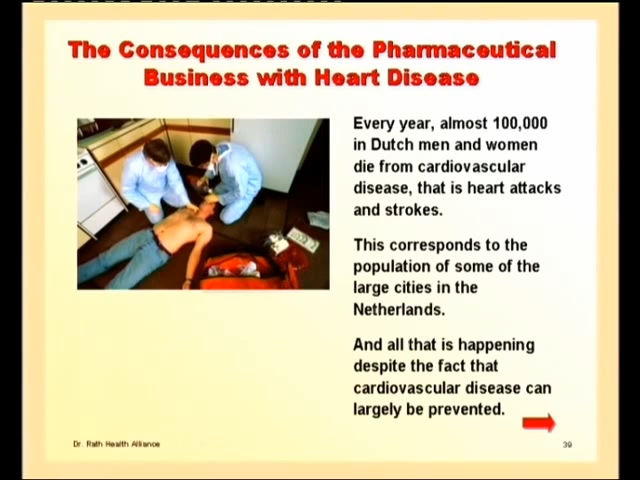 The Consequences of the Pharmaceutical
Business with Heart Disease
Every year, almost 100,000
in Dutch men and women
die from cardiovascular
disease, that is heart attacks
and strokes.
This corresponds to the
population of some of the
large cities in the
Netherlands.
And all that is happening
despite the fact that
cardiovascular disease can
largely be prevented.
Dr. Rath Health Alliance
39